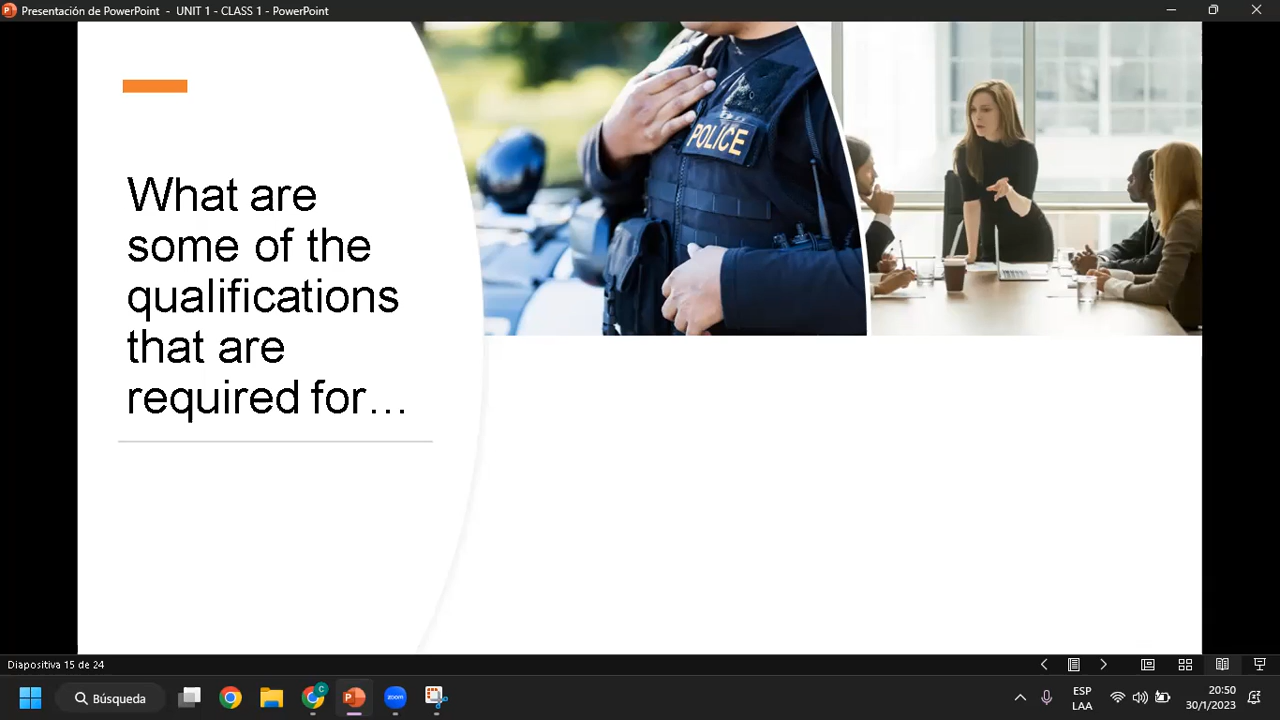 Presentación de PowerPoint - UNIT 1 - CLASS 1 - PowerPoint
What are
some of the
qualifications
that are
required for…
POLICE
Diapositiva 15 de 24
Búsqueda
zoom
ESP
LAA
20:50
30/1/2023